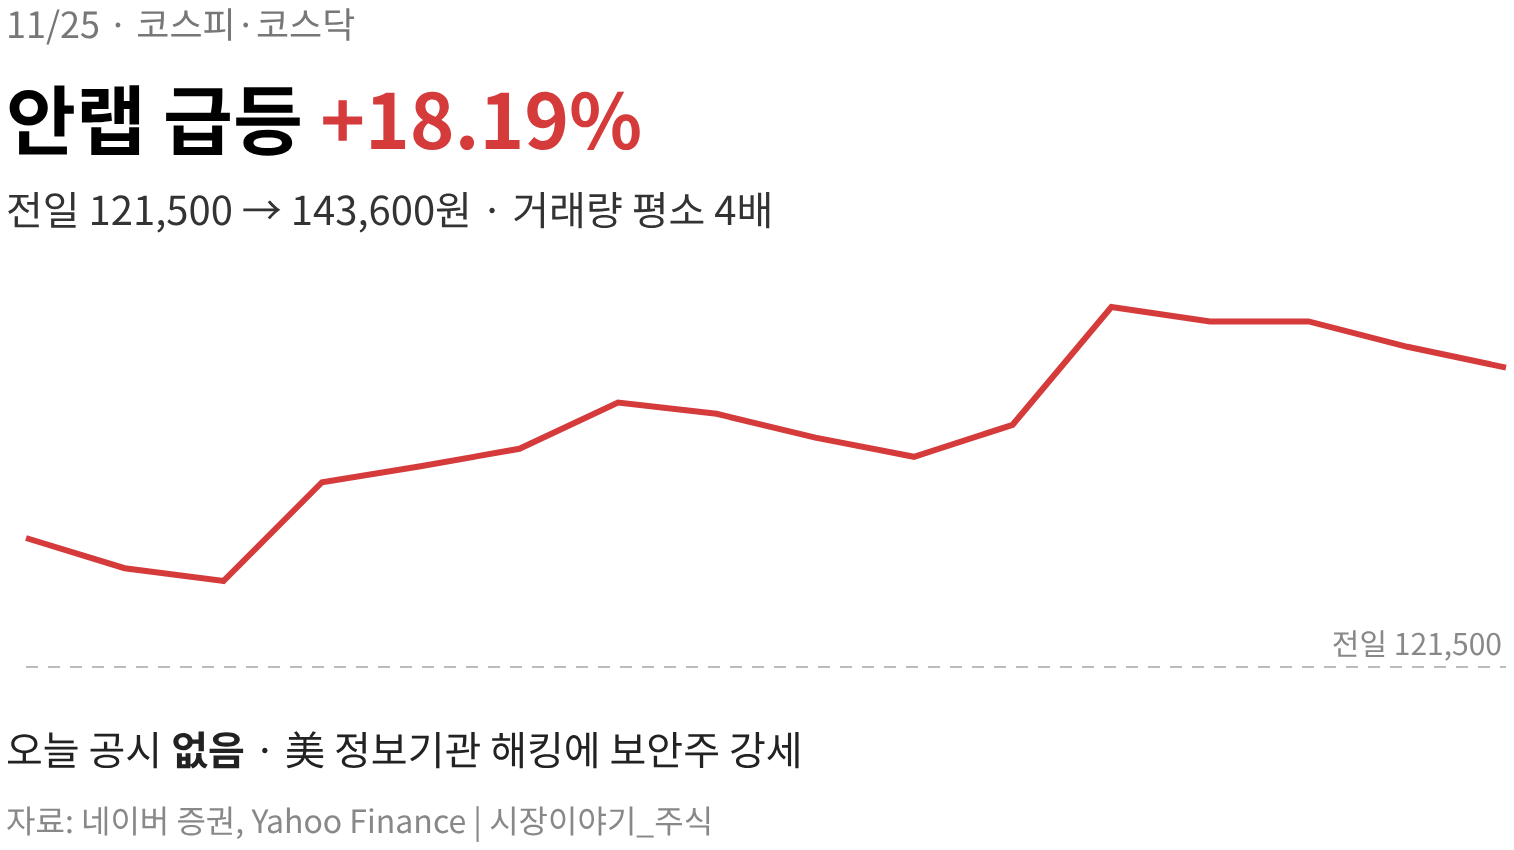 11/25 · 코스피·코스닥
안랩 급등 +18.19%
전일 121,500 → 143,600원 · 거래량 평소 4배
전일 121,500
오늘 공시 없음 · 美 정보기관 해킹에 보안주 강세
자료: 네이버 증권, Yahoo Finance | 시장이야기_주식